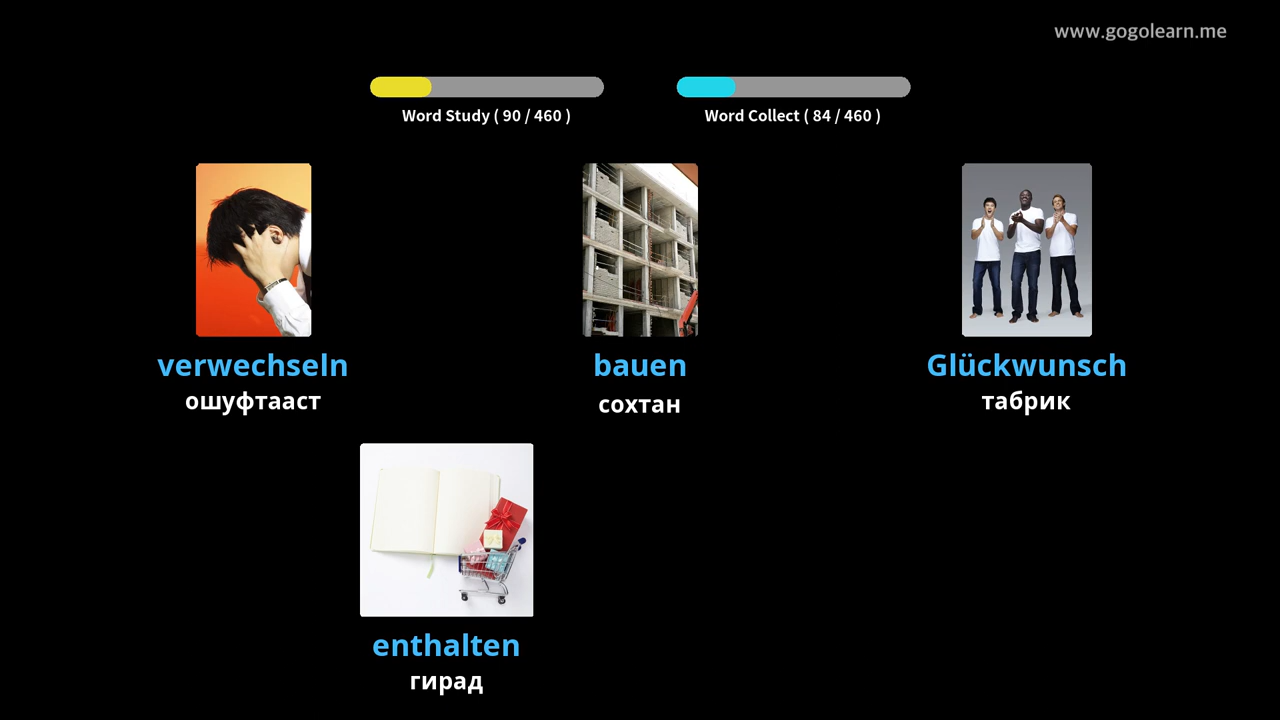 www.gogolearn.me
Word Study ( 90 / 460 )
Word Collect ( 84 / 460 )
verwechseln
ошуфтааст
bauen
сохтан
Glückwunsch
табрик
enthalten
гирад